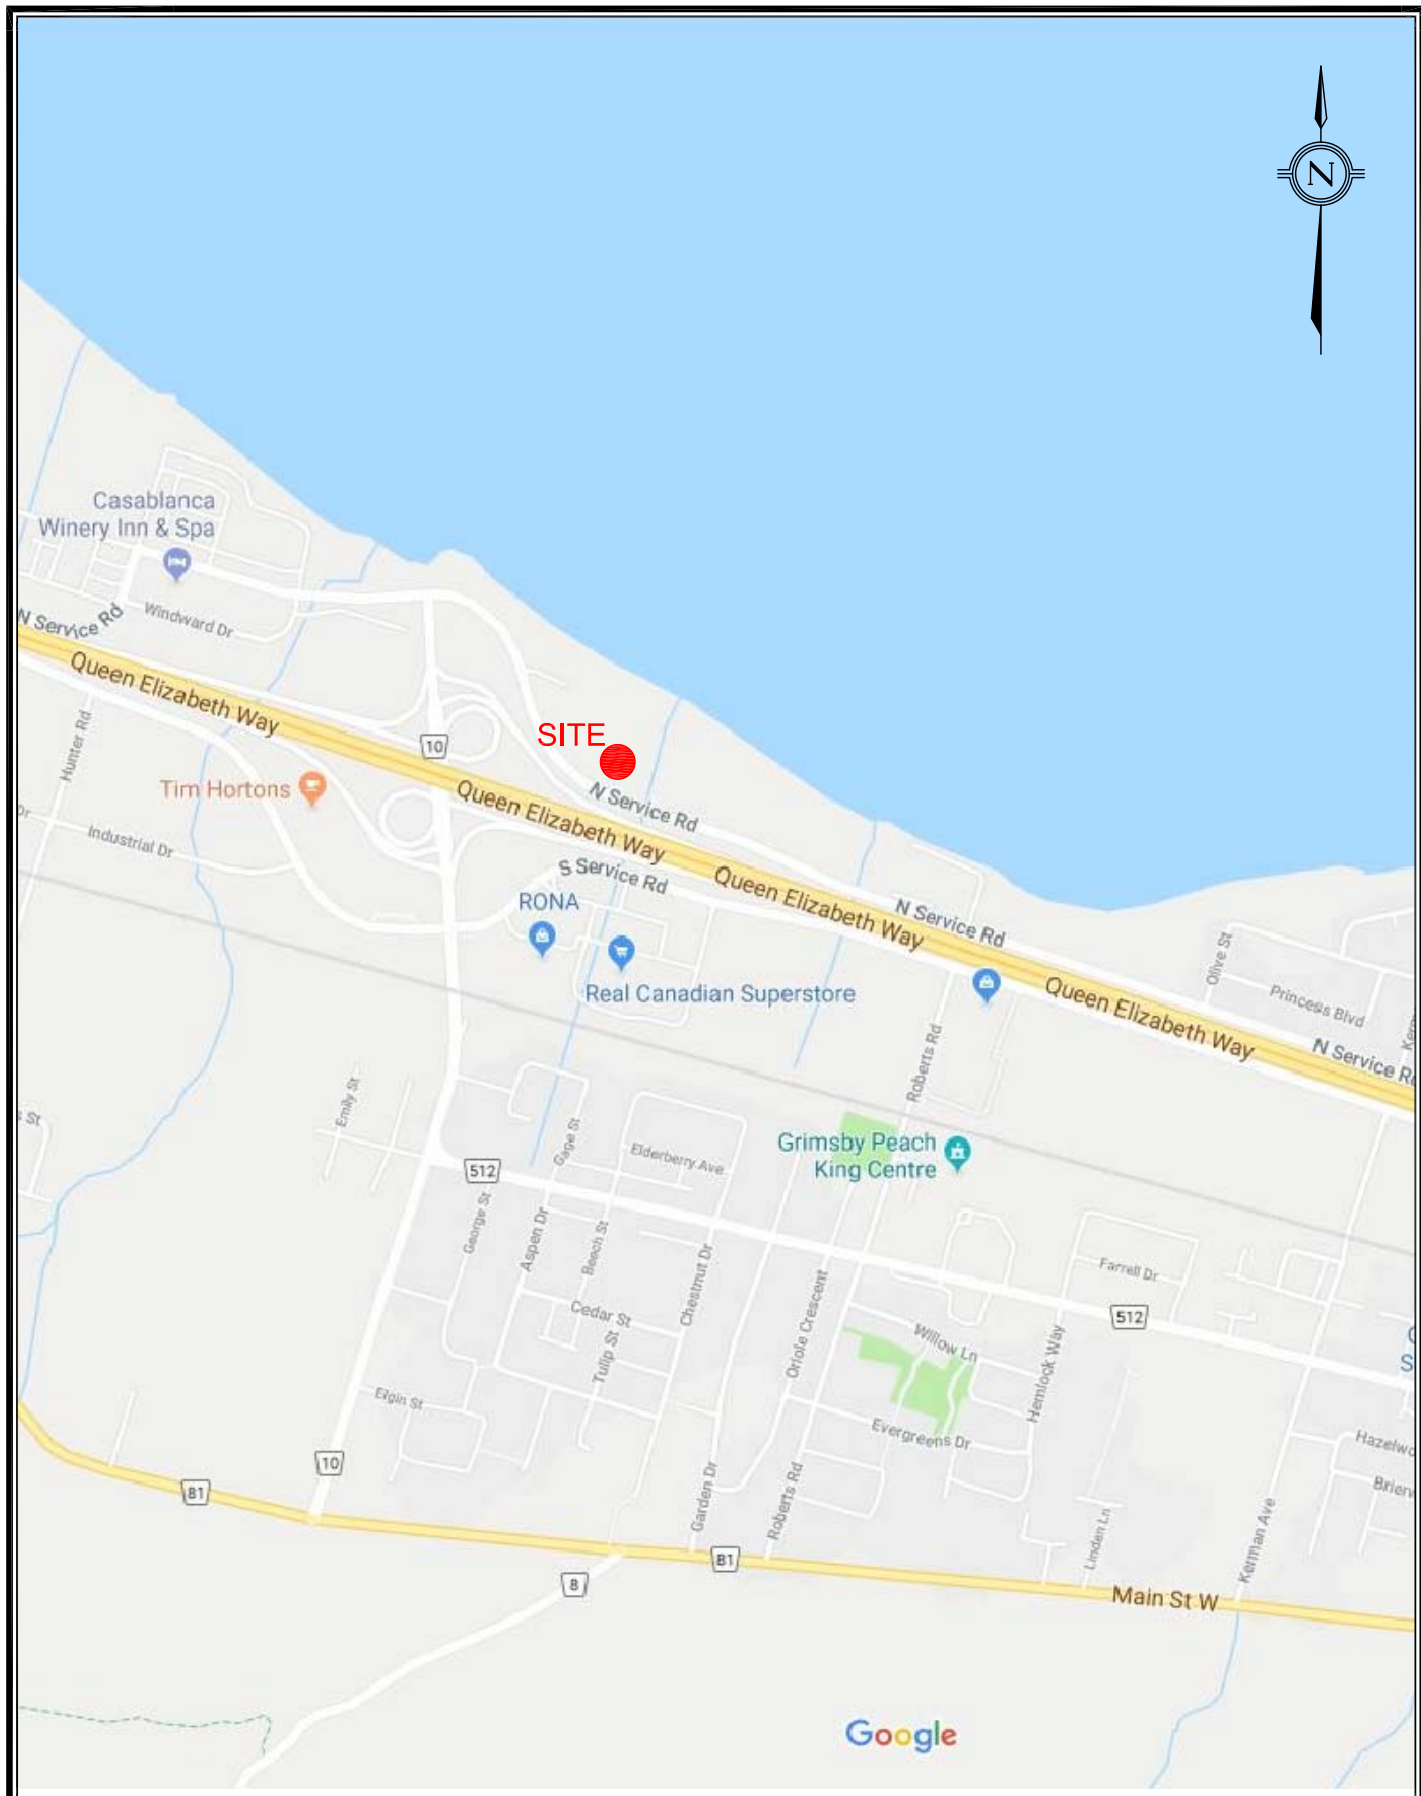 N
Casablanca
Winery Inn & Spa
Windward Dr
N Service Rd
Queen Elizabeth Way
Hunter Rd
SITE
10
Tim Hortons
Queen Elizabeth Way
N Service Rd
Dr
Industrial Dr
S Service Rd
Queen Elizabeth Way
RONA
N Service Rd
Olive St
Real Canadian Superstore
Queen Elizabeth Way
Princess Blvd
N Service Rd
Roberts Rd
Emily St
s St
Gage St
Elderberry Ave
Grimsby Peach
King Centre
512
George St
Aspen Dr
Beech St
Chestnut Dr
Farrell Dr
Cedar St
Tulip St
Oriole Crescent
Willow Ln
512
Hemlock Way
Elgin St
Evergreens Dr
Hazelwo
Brierw
10
81
Garden Dr
Roberts Rd
Linden Ln
Kerman Ave
81
8
Main St W
Google